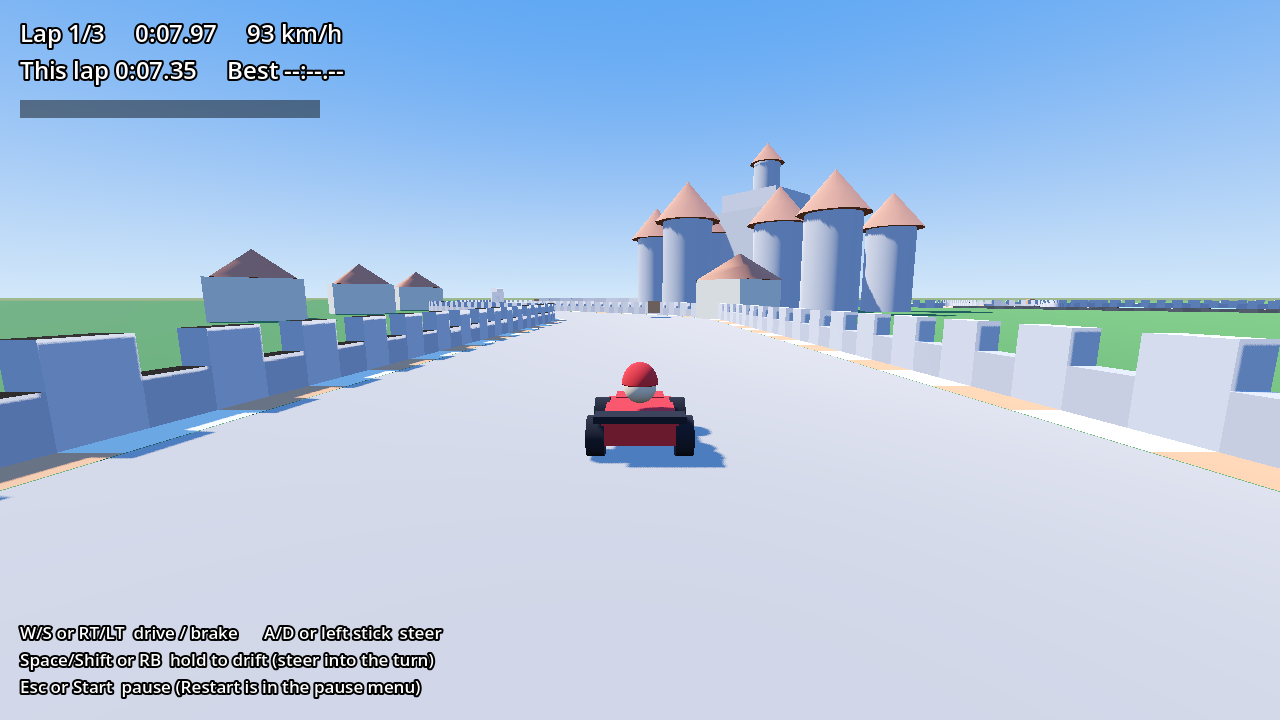 Lap 1/3 0:07.97 93 km/h
This lap 0:07.35 Best --:--.--
W/S or RT/LT drive / brake A/D or left stick steer
Space/Shift or RB hold to drift (steer into the turn)
Esc or Start pause (Restart is in the pause menu)